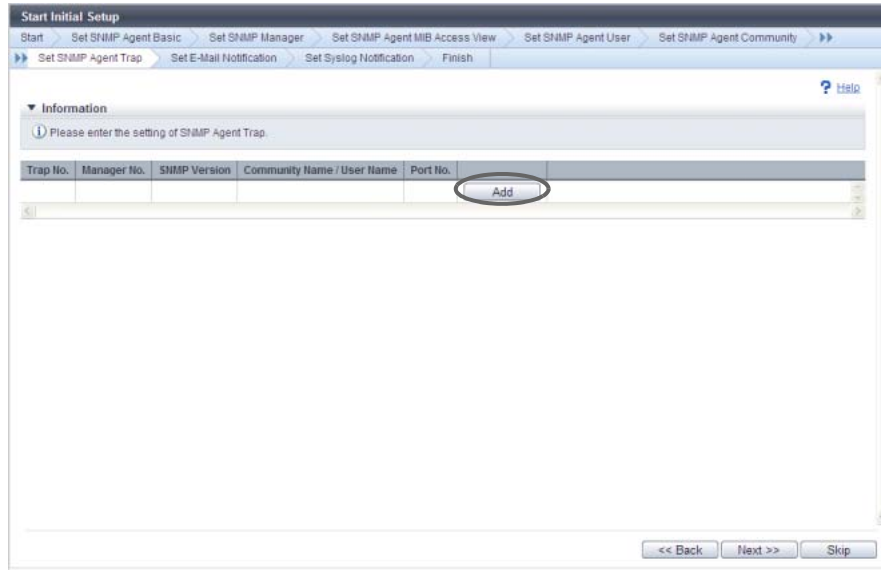 Start Initial Setup
Start Set SNMP Agent Basic Set SNMP Manager Set SNMP Agent MIB Access View Set SNMP Agent User Set SNMP Agent Community
Set SNMP Agent Trap Set E-Mail Notification Set Syslog Notification Finish
? Help
Information
Please enter the setting of SNMP Agent Trap.
Trap No. Manager No. SNMP Version Community Name / User Name Port No.
Add
<< Back Next >> Skip